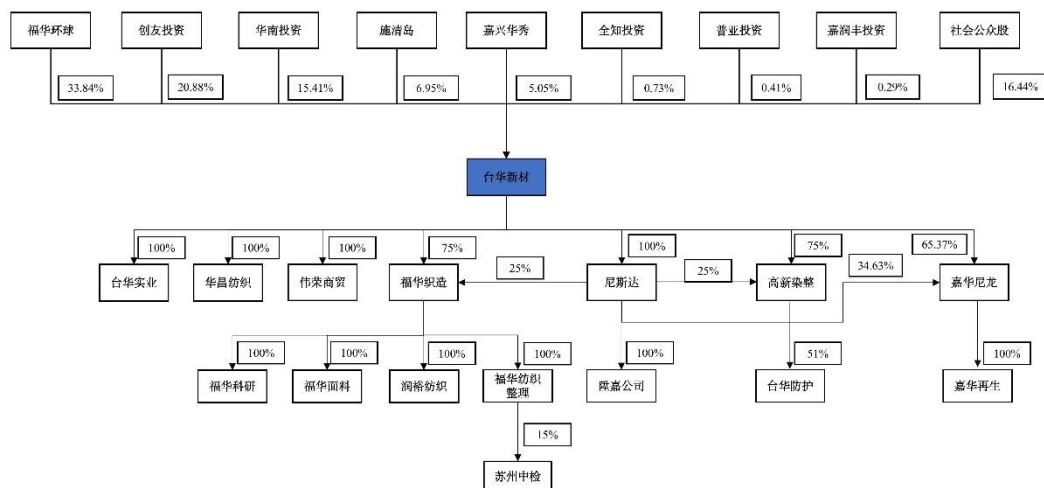 福华环球
创友投资
华南投资
施清岛
嘉兴华秀
全知投资
普亚投资
嘉润丰投资
社会公众股
33.84%
20.88%
15.41%
6.95%
5.05%
0.73%
0.41%
0.29%
16.44%
台华新材
100%
100%
100%
75%
100%
75%
65.37%
台华实业
华昌纺织
伟荣商贸
福华织造
25%
尼斯达
25%
高新染整
34.63%
嘉华尼龙
100%
100%
100%
100%
100%
51%
100%
福华科研
福华面料
润裕纺织
福华纺织
整理
陞嘉公司
台华防护
嘉华再生
15%
苏州中检